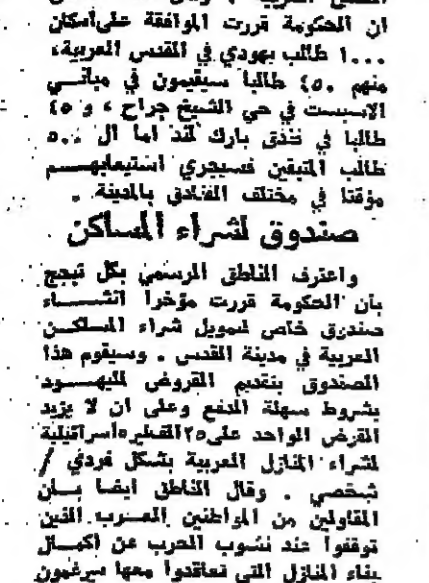 ان الحكومة قررت الموافقة على اسكان
١٠٠٠ طالب يهودي في القدس العربية،
منهم ٤٥٠ طالبا سيقيمون في مباني
الاسبست في حي الشيخ جراح ، و ٤٥
طالبا في فندق بارك لند اما ال ٥٠٠
طالب المتبقين فسيجري استيعابهم
مؤقتا في مختلف الفنادق بالمدينة .
صندوق لشراء المساكن
واعترف الناطق الرسمي بكل تبجح
بأن الحكومة قررت مؤخرا انشاء
صندوق خاص لتمويل شراء المساكن
العربية في مدينة القدس . وسيقوم هذا
الصندوق بتقديم القروض لليهود
بشروط سهلة الدفع وعلى ان لا يزيد
القرض الواحد على ٢٥ اسرائيلية
لشراء المنازل العربية بشكل فردي /
شخصي . وقال الناطق ايضا بان
المقاولين من المواطنين العرب الذين
توقفوا عند نشوب الحرب عن اكمال
بناء المنازل التي تعاقدوا معها سيرغمون